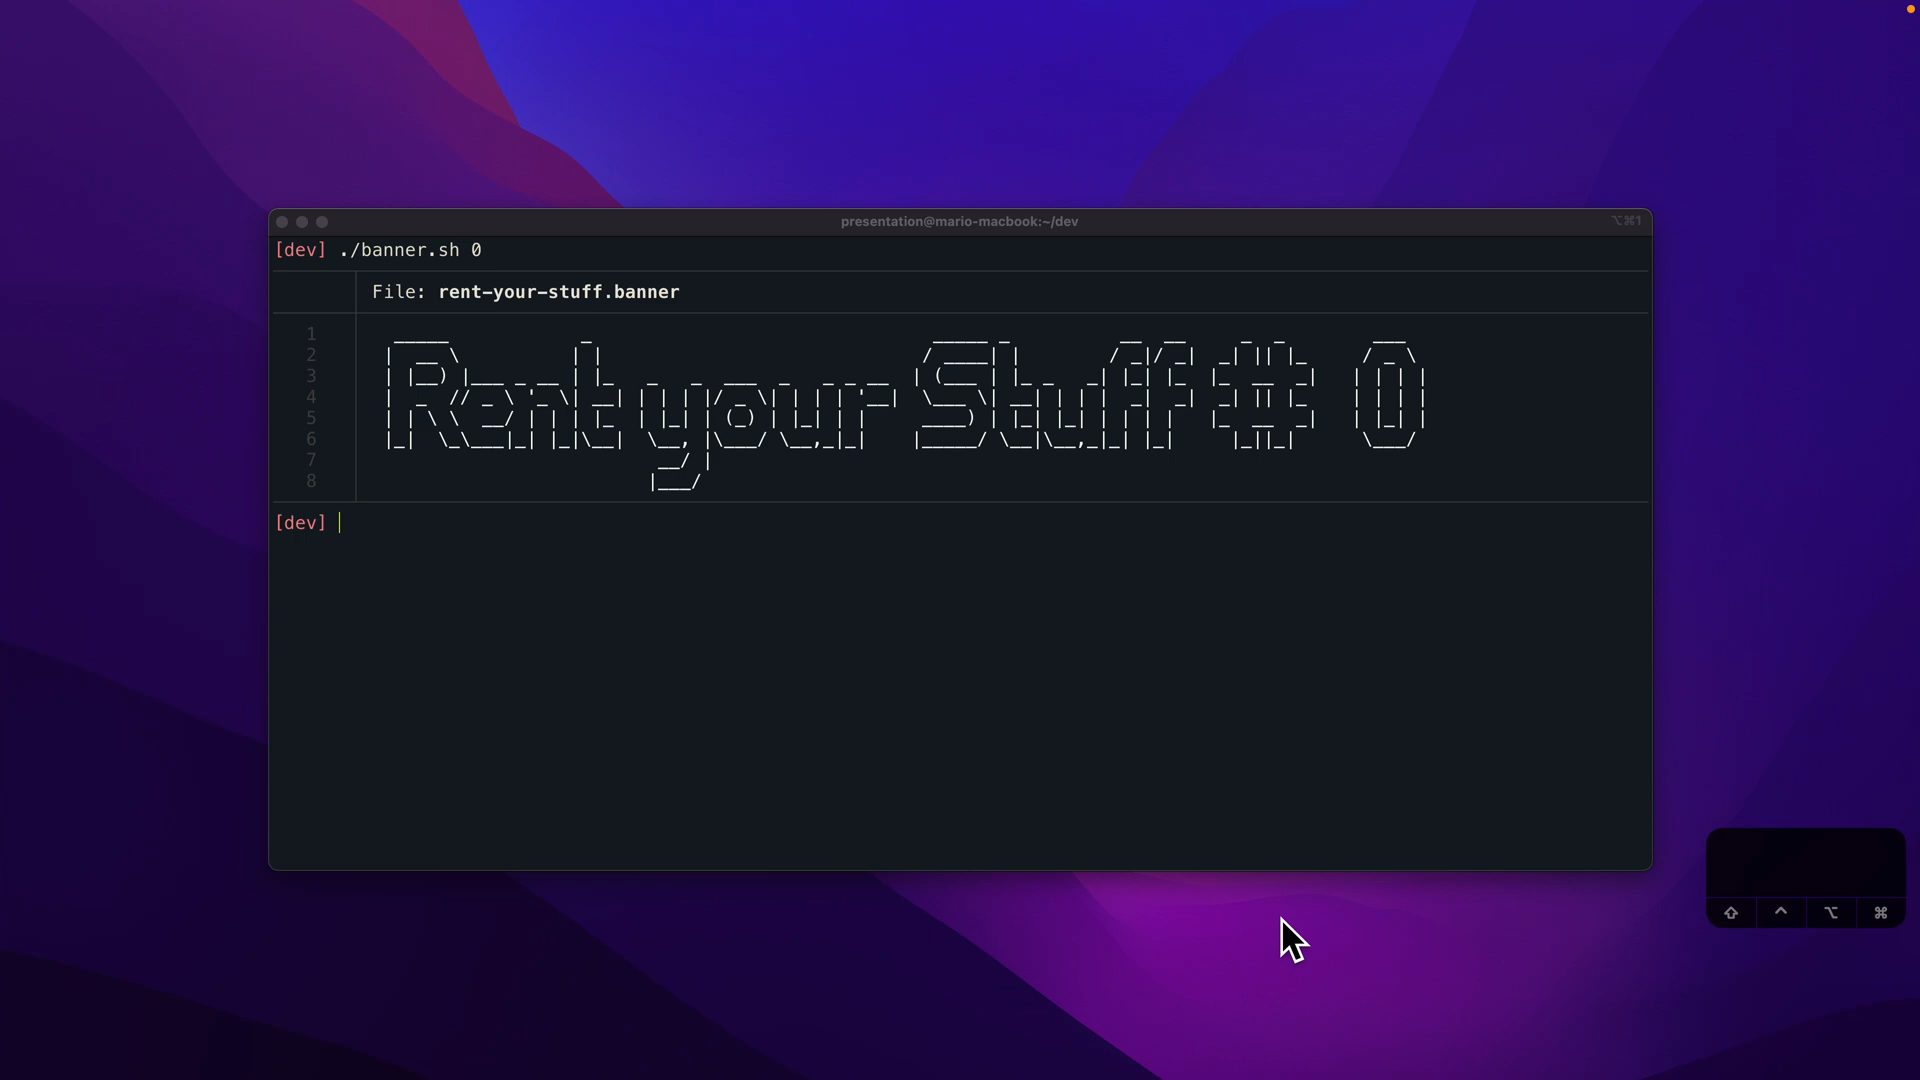 presentation@mario-macbook:~/dev
⌥⌘1
[dev] ./banner.sh 0
File: rent-your-stuff.banner
1
2
3
4
5
6
7
8
Rent your Stuff # 0
[dev]
⇧ ^ ⌥ ⌘